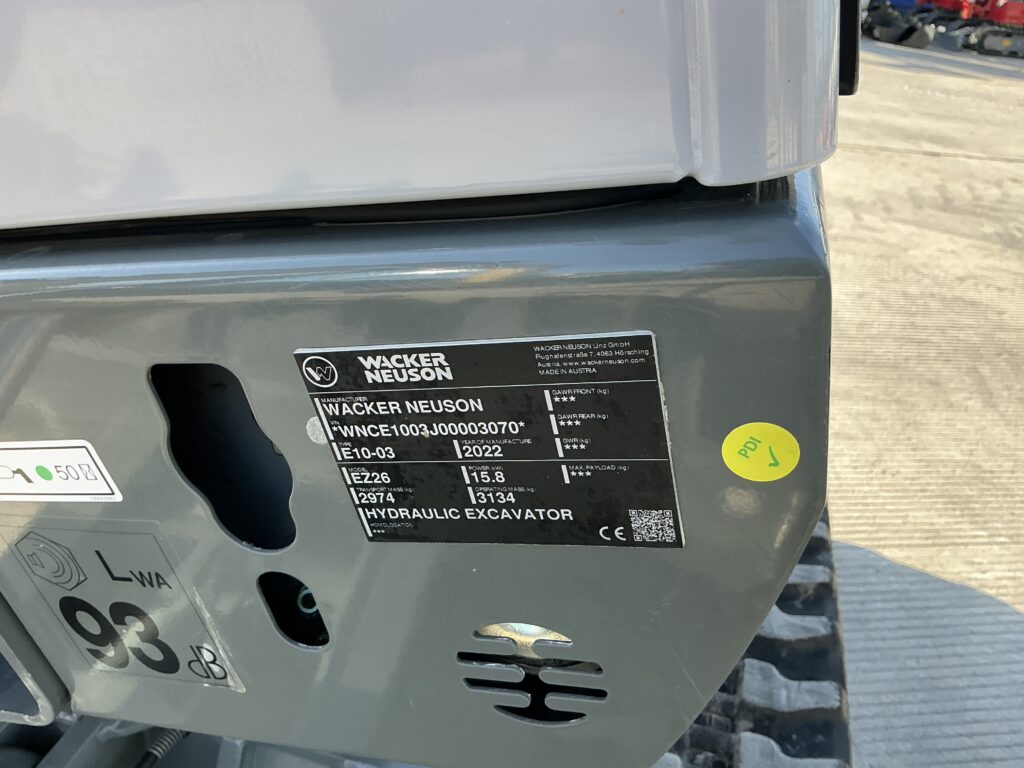 WACKER
NEUSON
WACKER NEUSON Linz GmbH
Flughafenstraße 7, 4063 Hörsching
Austria, www.wackerneuson.com
MADE IN AUSTRIA
MANUFACTURER
WACKER NEUSON
VIN
*WNCE1003J00003070*
TYPE
E10-03
YEAR OF MANUFACTURE
2022
MODEL
EZ26
POWER (kW)
15.8
TRANSPORT MASS (kg)
2974
OPERATING MASS (kg)
3134
HYDRAULIC EXCAVATOR
HOMOLOGATION
***
GAWR FRONT (kg)
***
GAWR REAR (kg)
***
GWR (kg)
***
MAX. PAYLOAD (kg)
***
CE
PDI
50
LWA
93
dB